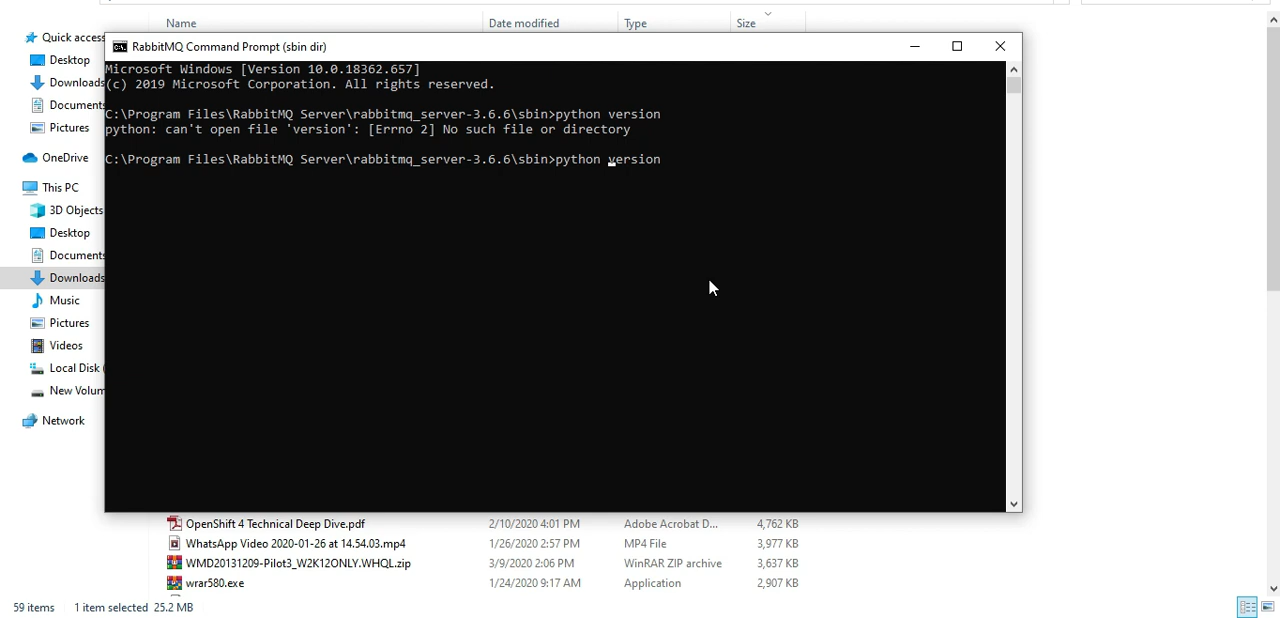 Name Date modified Type Size
Quick access
Desktop
Downloads
Documents
Pictures
OneDrive
This PC
3D Objects
Desktop
Documents
Downloads
Music
Pictures
Videos
Local Disk (
New Volum
Network
RabbitMQ Command Prompt (sbin dir)
Microsoft Windows [Version 10.0.18362.657]
(c) 2019 Microsoft Corporation. All rights reserved.
C:\Program Files\RabbitMQ Server\rabbitmq_server-3.6.6\sbin>python version
python: can't open file 'version': [Errno 2] No such file or directory
C:\Program Files\RabbitMQ Server\rabbitmq_server-3.6.6\sbin>python version
OpenShift 4 Technical Deep Dive.pdf 2/10/2020 4:01 PM Adobe Acrobat D... 4,762 KB
WhatsApp Video 2020-01-26 at 14.54.03.mp4 1/26/2020 2:57 PM MP4 File 3,977 KB
WMD20131209-Pilot3_W2K12ONLY.WHQL.zip 3/9/2020 2:06 PM WinRAR ZIP archive 3,637 KB
wrar580.exe 1/24/2020 9:17 AM Application 2,907 KB
59 items 1 item selected 25.2 MB